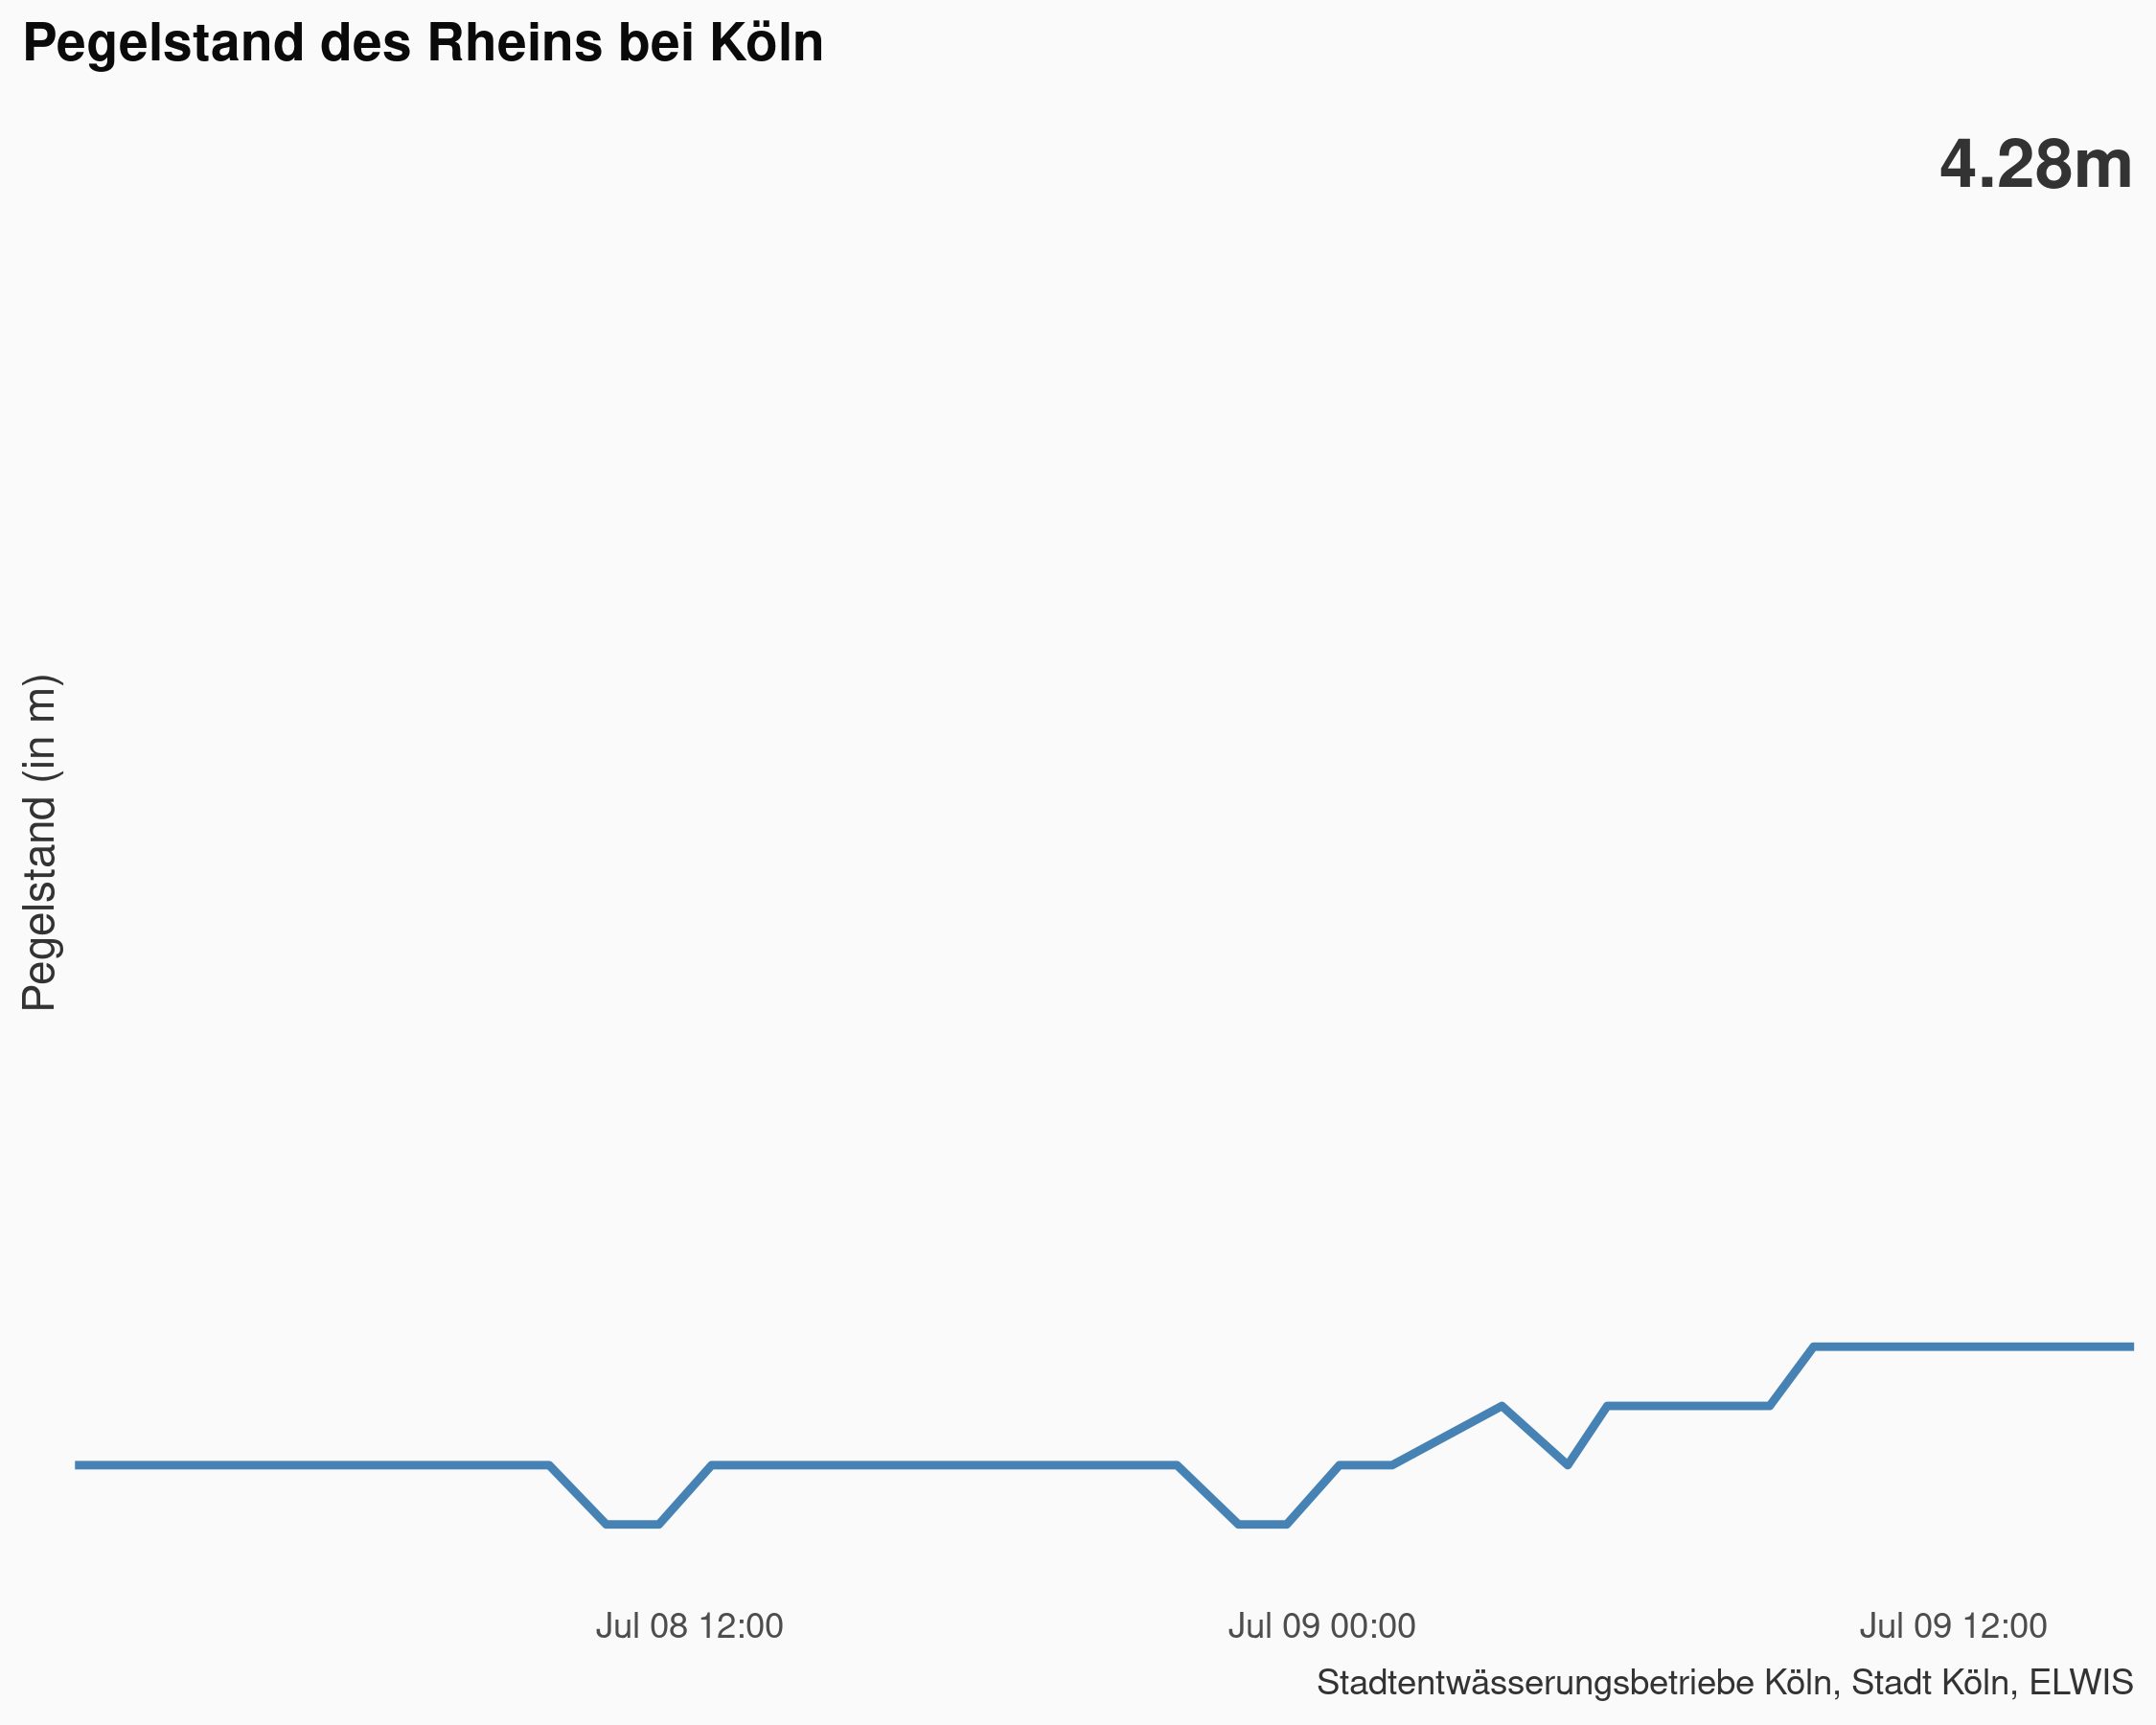 Pegelstand des Rheins bei Köln
4.28m
Pegelstand (in m)
Jul 08 12:00
Jul 09 00:00
Jul 09 12:00
Stadtentwässerungsbetriebe Köln, Stadt Köln, ELWIS